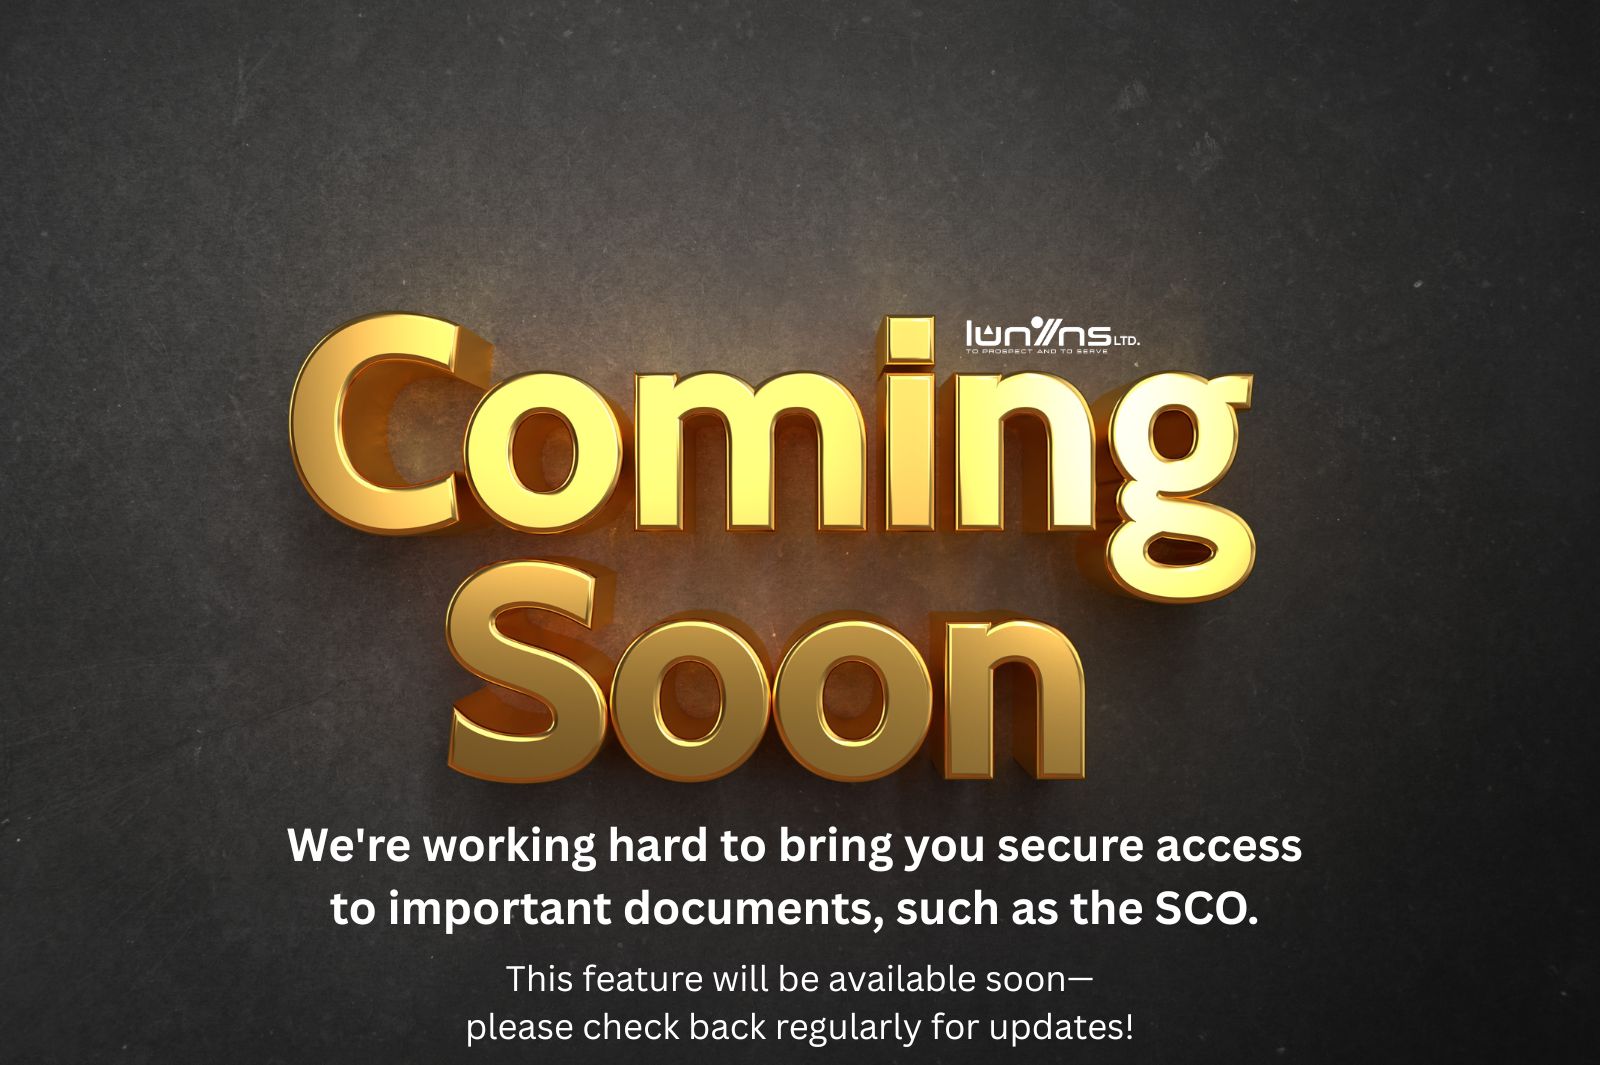 Coming
LTD.
TO PROSPECT AND TO SERVE
Soon
We're working hard to bring you secure access
to important documents, such as the SCO.
This feature will be available soon—
please check back regularly for updates!